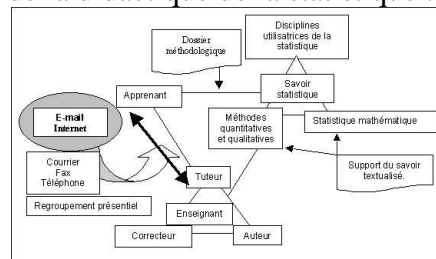 Dossier
méthodologique
Disciplines
utilisatrices de la
statistique
Apprenant
Savoir
statistique
E-mail
Internet
Méthodes
quantitatives
et qualitatives
Statistique mathématique
Courrier
Fax
Téléphone
Tuteur
Support du savoir
textualisé.
Regroupement présentiel
Enseignant
Correcteur
Auteur